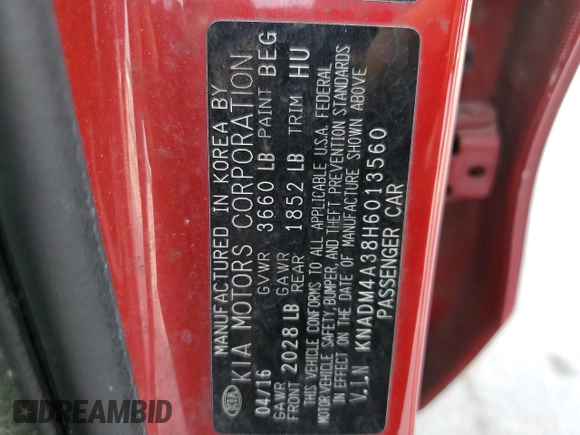 MANUFACTURED IN KOREA BY
KIA KIA MOTORS CORPORATION
04/16 GVWR 3660 LB PAINT BEG
GAWR FRONT 2028 LB GAWR REAR 1852 LB TRIM HU
THIS VEHICLE CONFORMS TO ALL APPLICABLE U.S.A. FEDERAL
MOTOR VEHICLE SAFETY, BUMPER, AND THEFT PREVENTION STANDARDS
IN EFFECT ON THE DATE OF MANUFACTURE SHOWN ABOVE
V.I.N KNADM4A38H6013560
PASSENGER CAR
DREAMBID